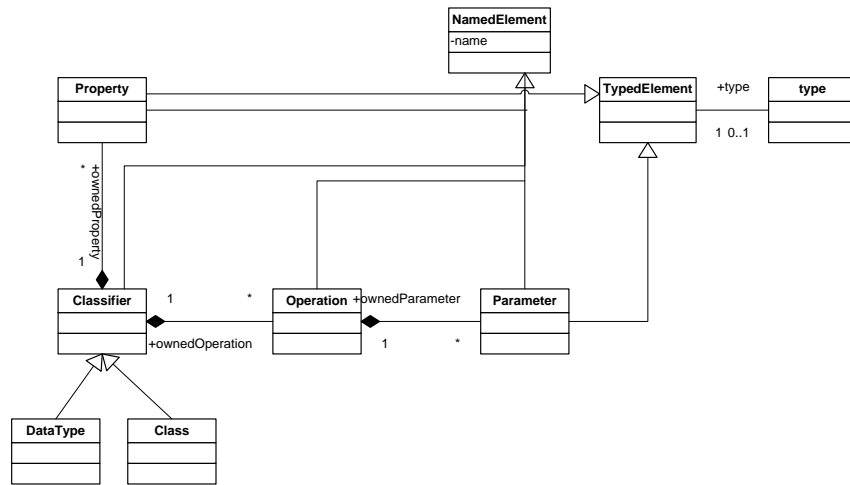 NamedElement
-name
Property
TypedElement
+type
type
1 0..1
*
+ownedProperty
1
Classifier
1
*
Operation
+ownedParameter
Parameter
+ownedOperation
1
*
DataType
Class